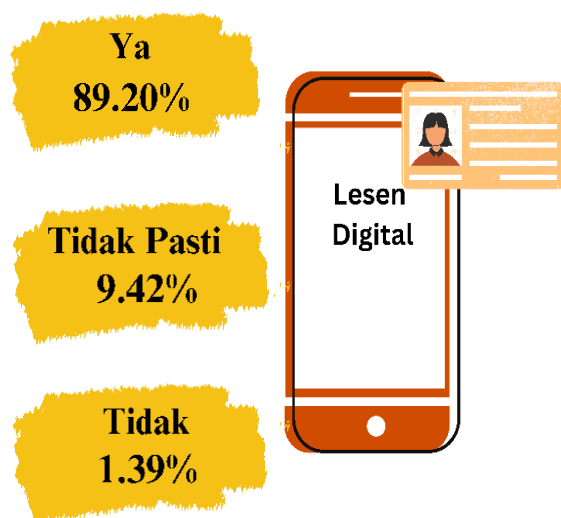 Ya
89.20%
Tidak Pasti
9.42%
Tidak
1.39%
Lesen
Digital